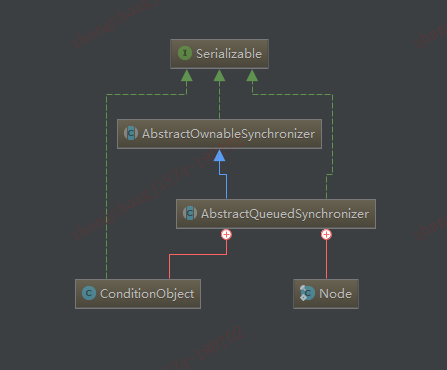 I Serializable
C AbstractOwnableSynchronizer
C AbstractQueuedSynchronizer
C ConditionObject
C Node